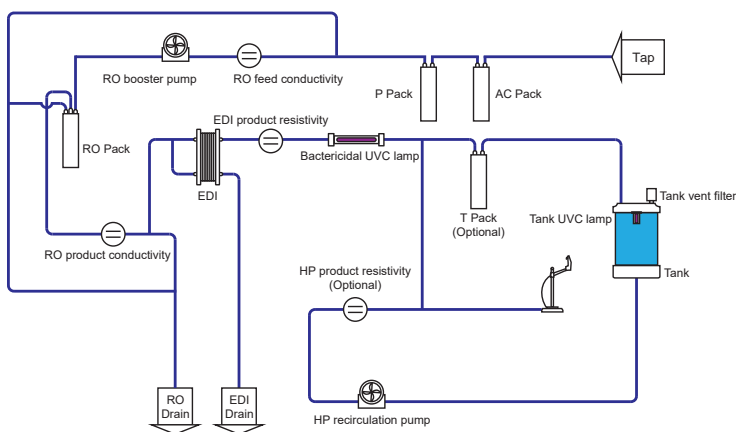 Tap
RO booster pump
RO feed conductivity
P Pack
AC Pack
EDI product resistivity
RO Pack
Bactericidal UVC lamp
EDI
T Pack
(Optional)
Tank vent filter
Tank UVC lamp
RO product conductivity
HP product resistivity
(Optional)
Tank
RO
Drain
EDI
Drain
HP recirculation pump